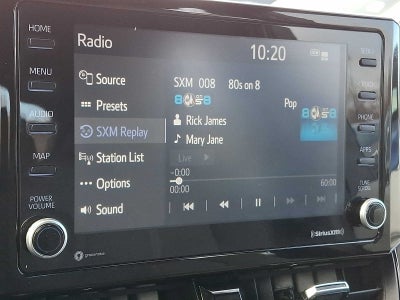 HOME
MENU
AUDIO
MAP
POWER
VOLUME
Radio
10:20
Source
Presets
SXM Replay
Station List
Options
Sound
SXM 008 80s on 8
8 8
Pop
Rick James
Mary Jane
Live
-0:00
00:00
60:00
PHONE
APPS
TUNE
SCROLL
SiriusXM